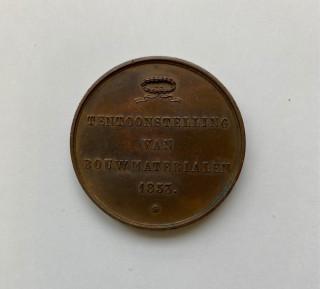 TENTOONSTELLING
VAN
BOUWMATERIALEN
1853.